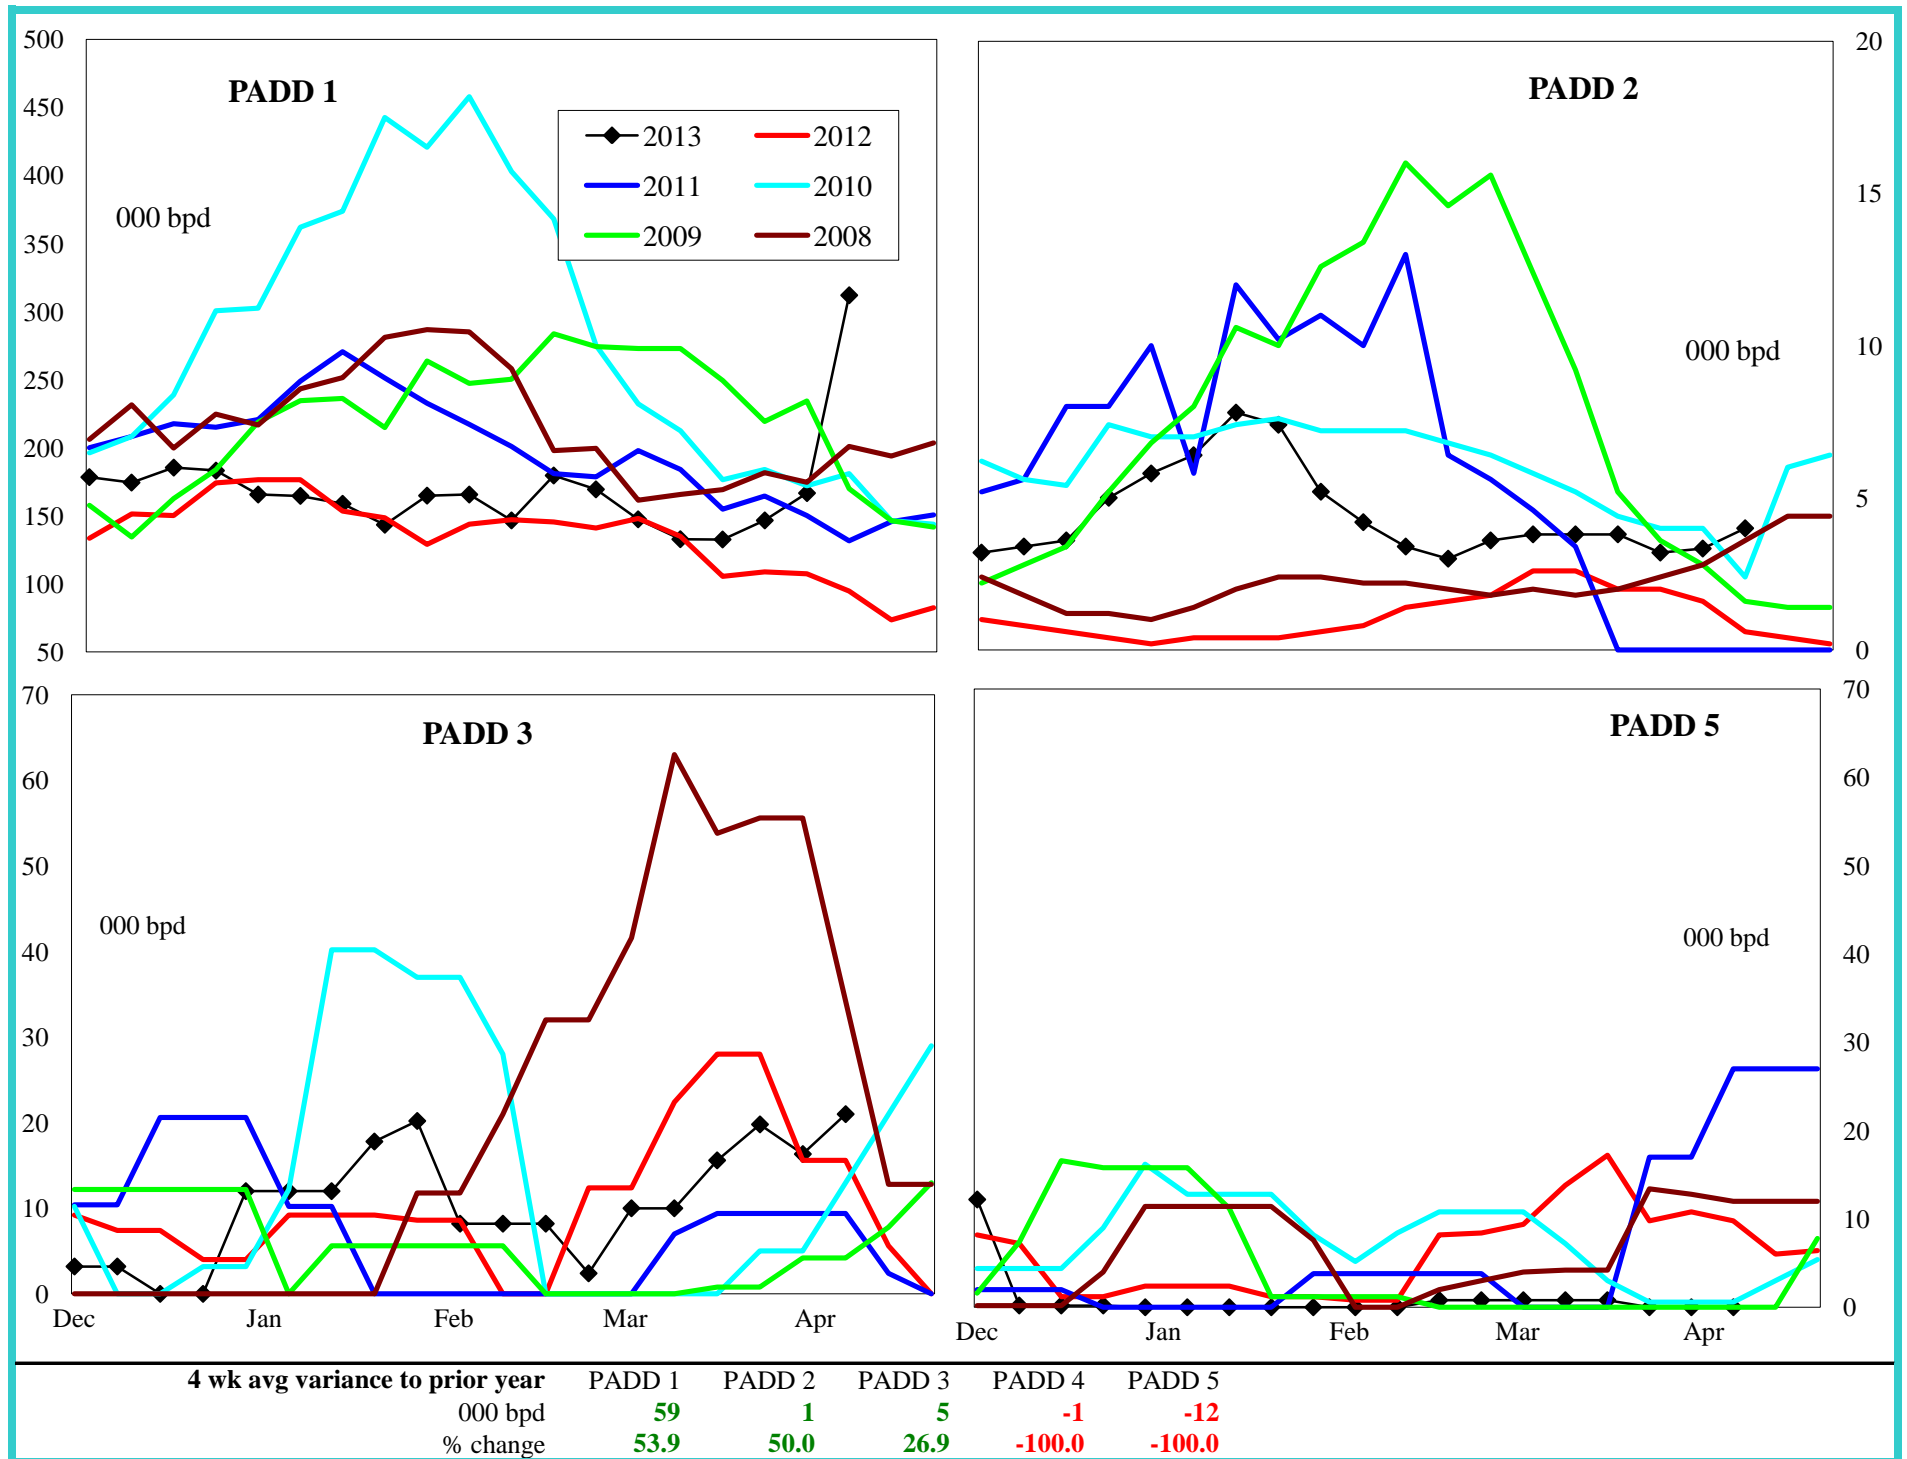 500
450
400
350
300
250
200
150
100
50
PADD 1
000 bpd
2013 2012
2011 2010
2009 2008
PADD 2
000 bpd
20
15
10
5
0
70
60
50
40
30
20
10
0
PADD 3
000 bpd
Dec Jan Feb Mar Apr
PADD 5
000 bpd
70
60
50
40
30
20
10
0
Dec Jan Feb Mar Apr
4 wk avg variance to prior year PADD 1 PADD 2 PADD 3 PADD 4 PADD 5
000 bpd 59 1 5 -1 -12
% change 53.9 50.0 26.9 -100.0 -100.0